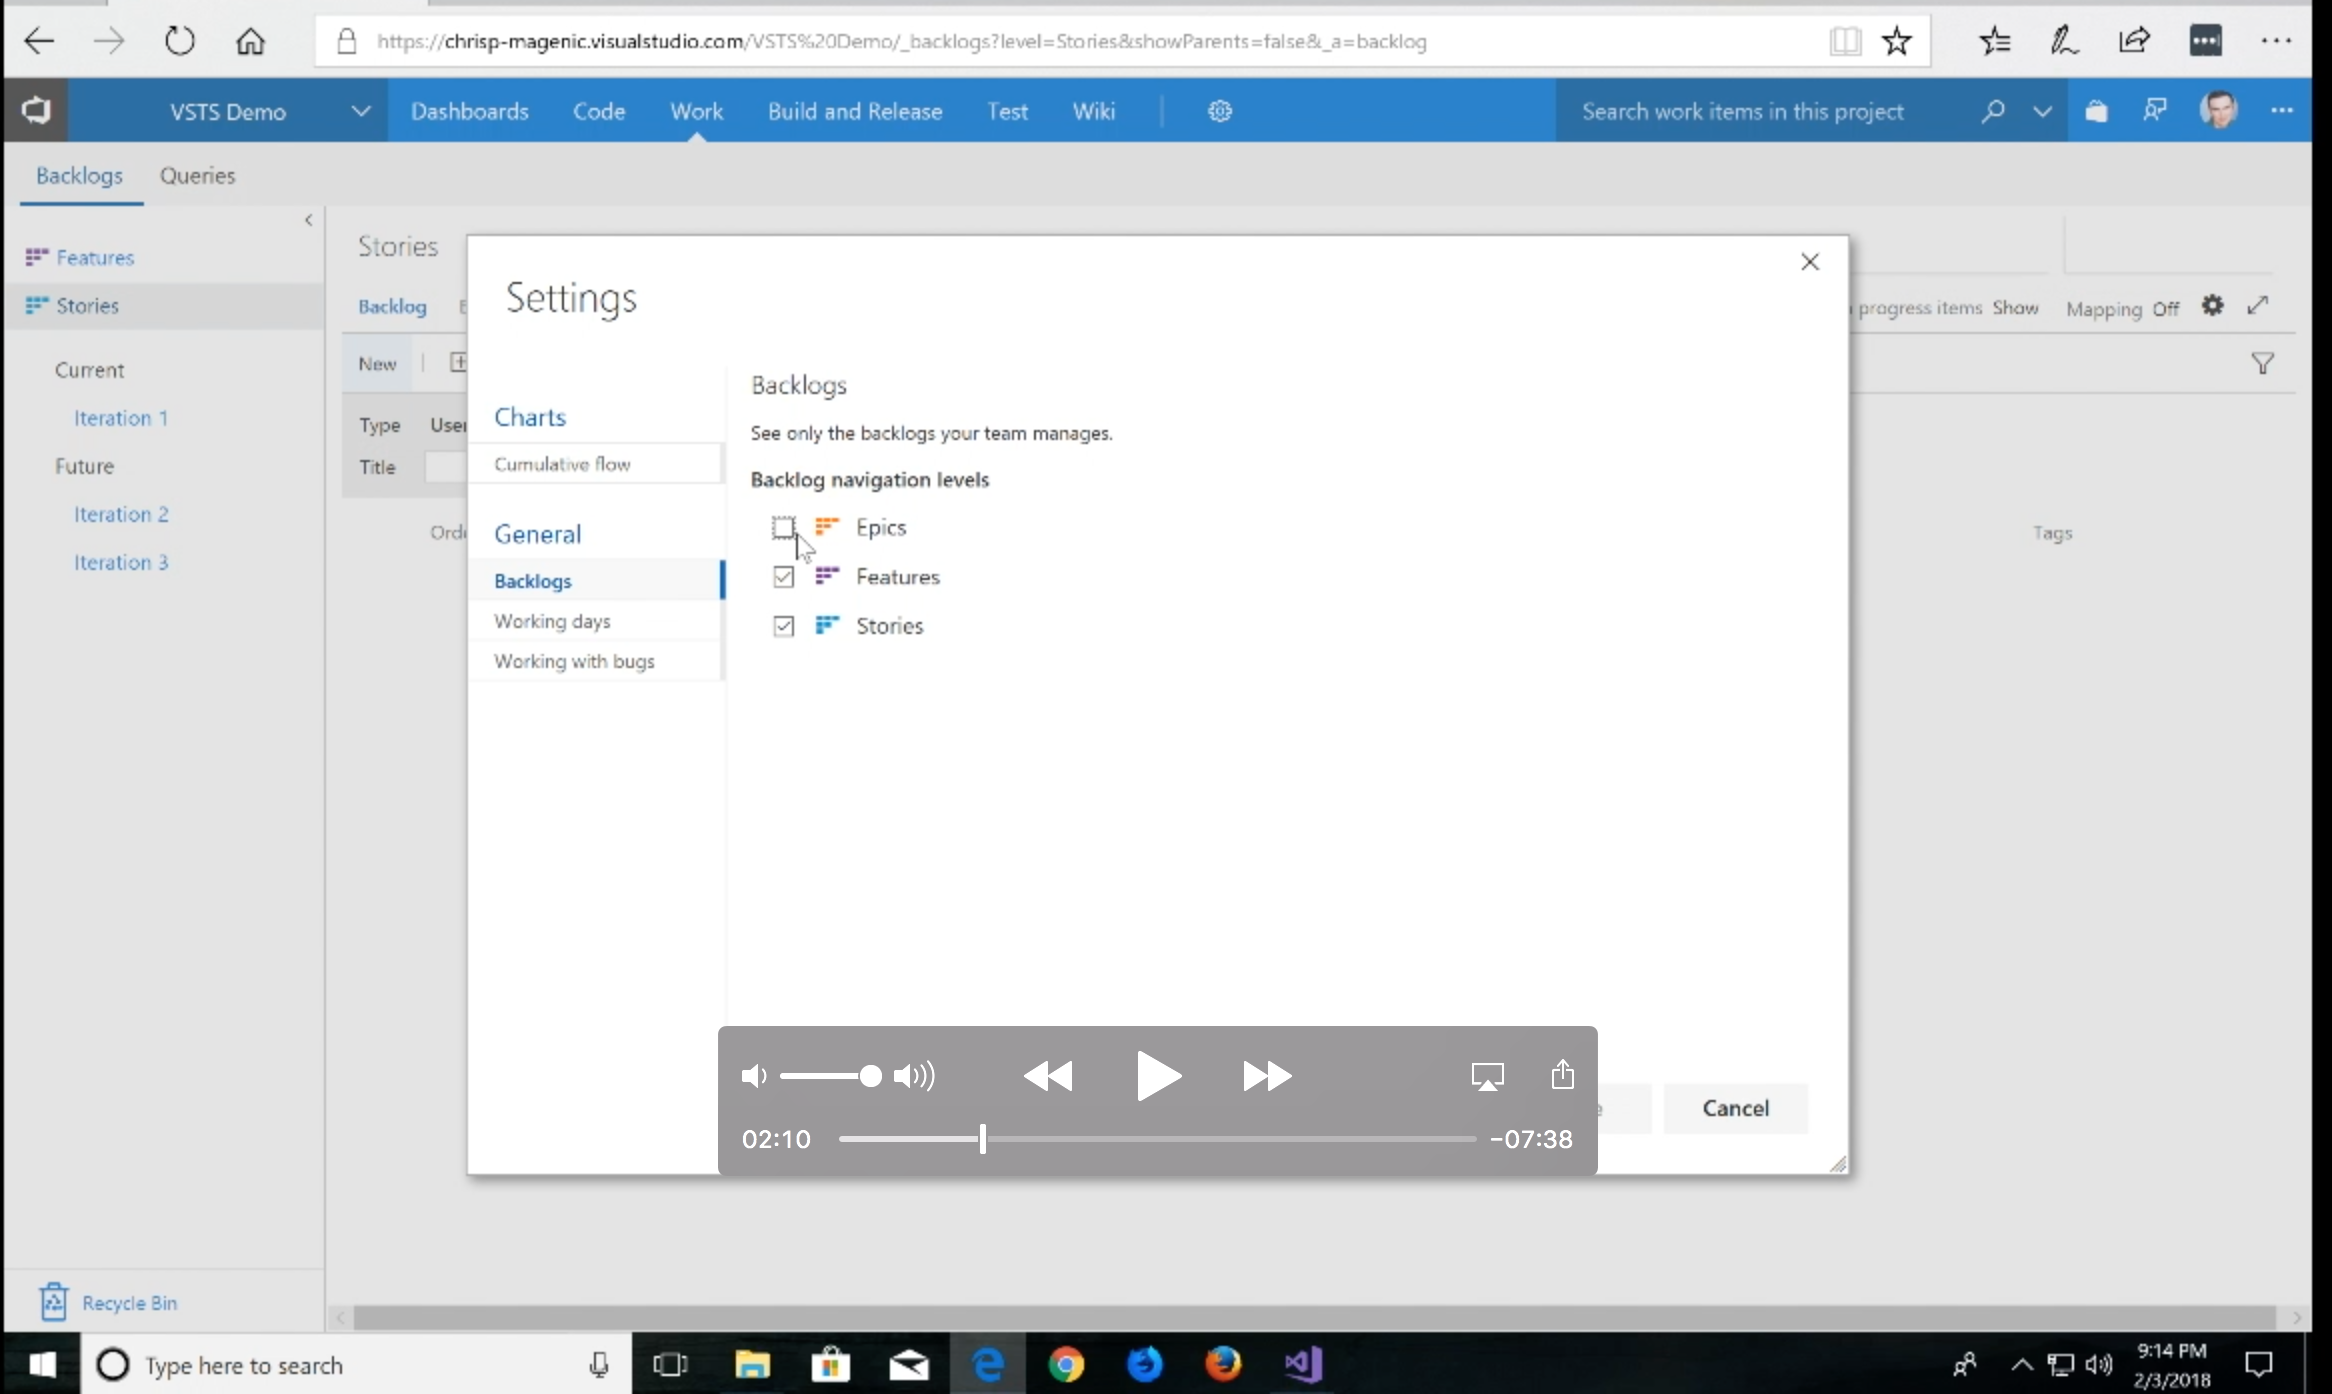 https://chrisp-magenic.visualstudio.com/VSTS%20Demo/_backlogs?level=Stories&showParents=false&_a=backlog
VSTS Demo
Dashboards
Code
Work
Build and Release
Test
Wiki
Search work items in this project
Backlogs
Queries
Features
Stories
Current
Iteration 1
Future
Iteration 2
Iteration 3
Recycle Bin
Stories
Backlog
progress items Show
Mapping Off
New
Type
Title
Tags
Settings
Charts
Cumulative flow
General
Backlogs
Working days
Working with bugs
Backlogs
See only the backlogs your team manages.
Backlog navigation levels
Epics
Features
Stories
Cancel
02:10
-07:38
Type here to search
9:14 PM
2/3/2018